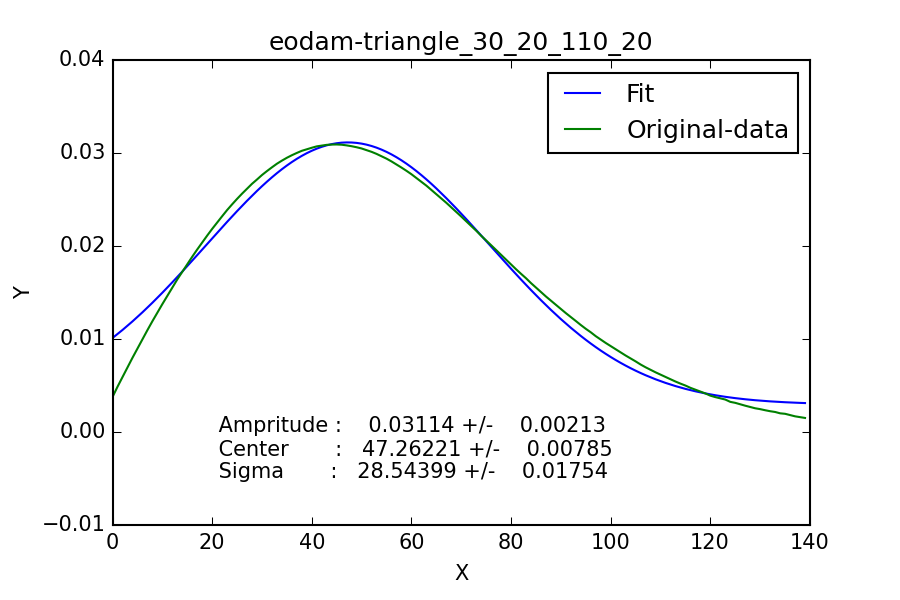 eodam-triangle_30_20_110_20
0.04
0.03
0.02
0.01
0.00
−0.01
Y
Fit
Original-data
Ampritude : 0.03114 +/- 0.00213
Center : 47.26221 +/- 0.00785
Sigma : 28.54399 +/- 0.01754
0 20 40 60 80 100 120 140
X